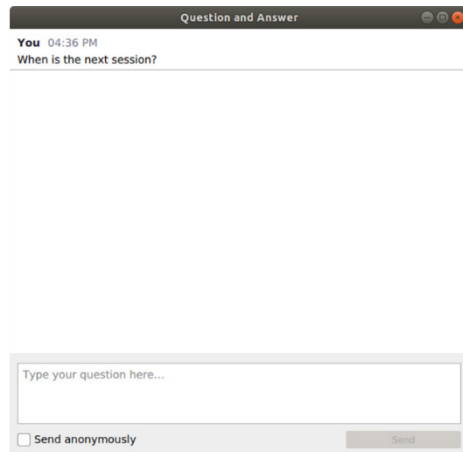 Question and Answer
You 04:36 PM
When is the next session?
Type your question here...
Send anonymously
Send